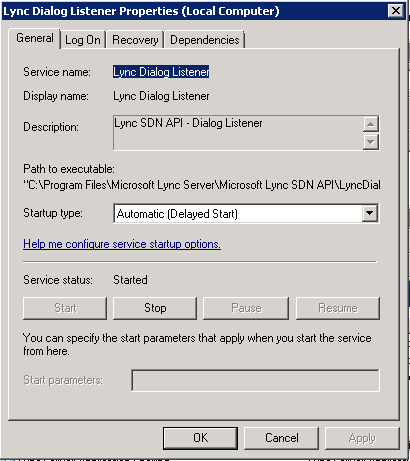 Lync Dialog Listener Properties (Local Computer)
General Log On Recovery Dependencies
Service name: Lync Dialog Listener
Display name: Lync Dialog Listener
Description: Lync SDN API - Dialog Listener
Path to executable:
"C:\Program Files\Microsoft Lync Server\Microsoft Lync SDN API\LyncDial
Startup type: Automatic (Delayed Start)
Help me configure service startup options.
Service status: Started
Start Stop Pause Resume
You can specify the start parameters that apply when you start the service
from here.
Start parameters:
OK Cancel Apply